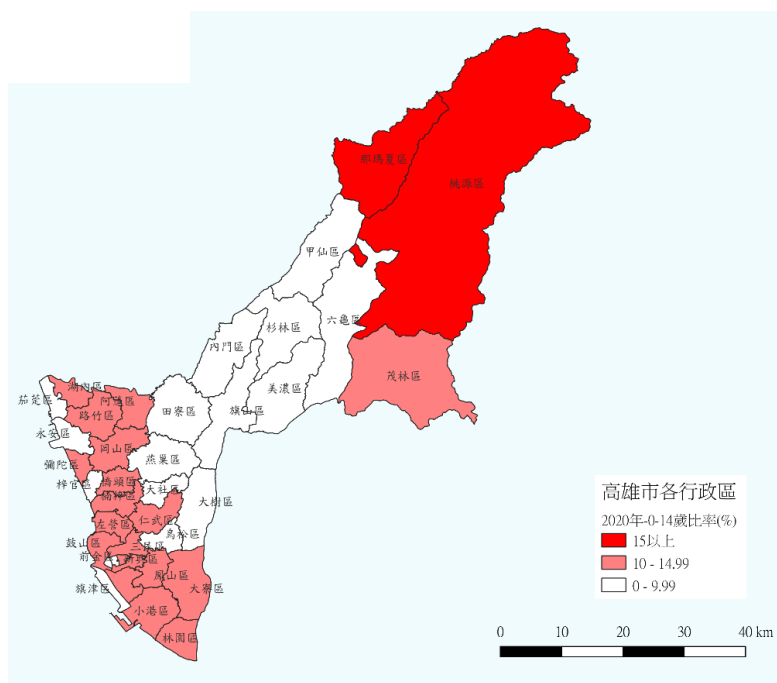 那瑪夏區
桃源區
甲仙區
六龜區
杉林區
內門區
美濃區
茂林區
湖內區
茄萣區
阿蓮區
路竹區
田寮區
旗山區
永安區
岡山區
燕巢區
彌陀區
橋頭區
梓官區
大社區
楠梓區
大樹區
仁武區
左營區
鳥松區
鼓山區
三民區
前金區
鳳山區
旗津區
大寮區
小港區
林園區
高雄市各行政區
2020年-0-14歲比率(%)
15以上
10 - 14.99
0 - 9.99
0 10 20 30 40 km